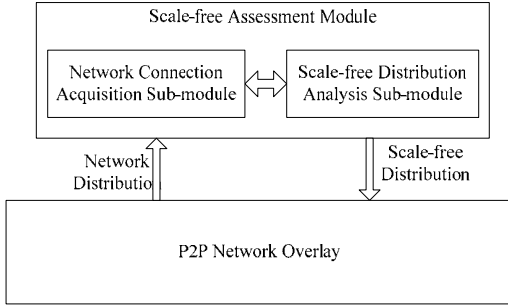 Scale-free Assessment Module
Network Connection
Acquisition Sub-module
Scale-free Distribution
Analysis Sub-module
Network
Distribution
Scale-free
Distribution
P2P Network Overlay